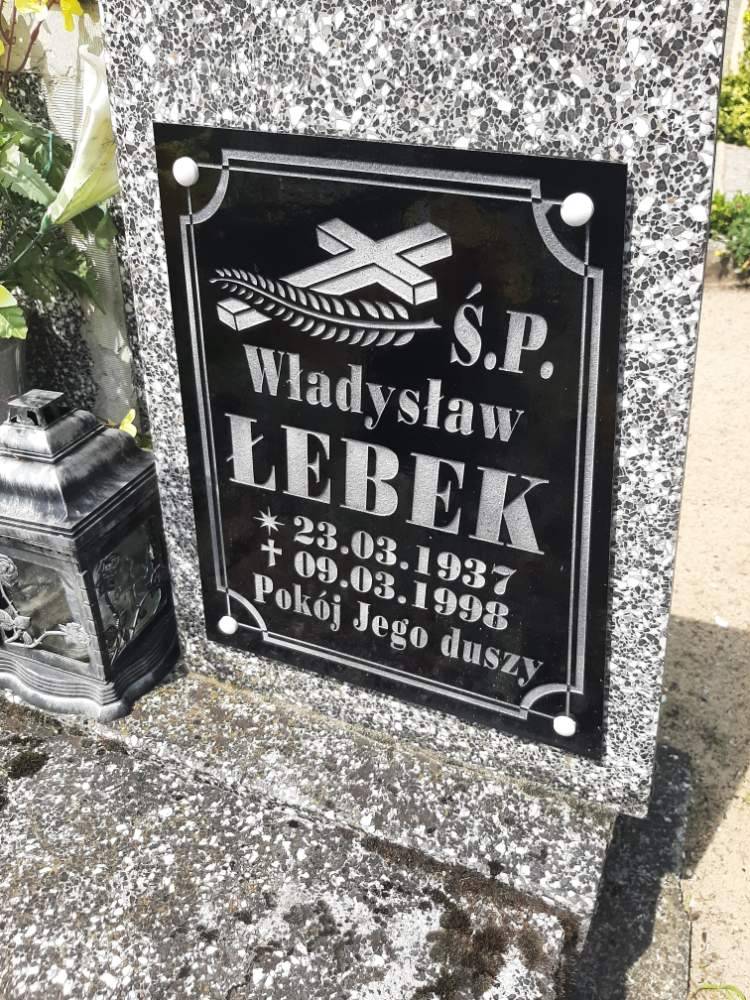 Ś.P.
Władysław
ŁEBEK
* 23.03.1937
† 09.03.1998
Pokój Jego duszy